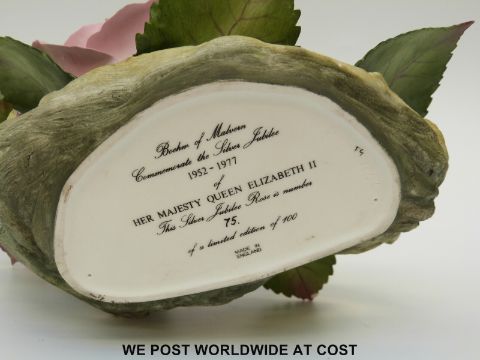 Boehm of Malvern
Commemorate the Silver Jubilee
1952 - 1977
of
HER MAJESTY QUEEN ELIZABETH II
This Silver Jubilee Rose is number
75.
of a limited edition of 100
MADE IN
ENGLAND
75
WE POST WORLDWIDE AT COST